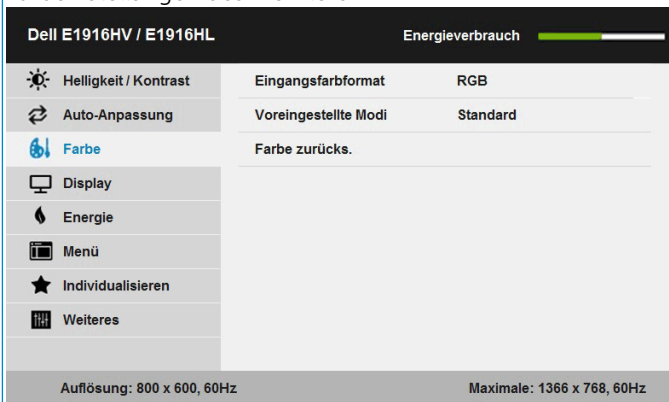 Dell E1916HV / E1916HL Energieverbrauch
Helligkeit / Kontrast Eingangsfarbformat RGB
Auto-Anpassung Voreingestellte Modi Standard
Farbe Farbe zurücks.
Display
Energie
Menü
Individualisieren
Weiteres
Auflösung: 800 x 600, 60Hz Maximale: 1366 x 768, 60Hz